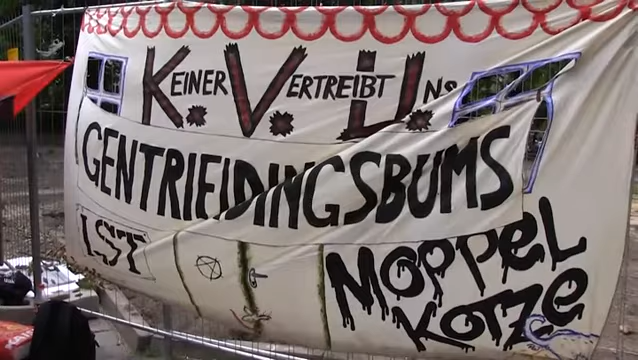 KEINER VERTREIBT UNS
K. V. U.
GENTRIFIDINGSBUMS
IST
MOPPEL
KOTZE